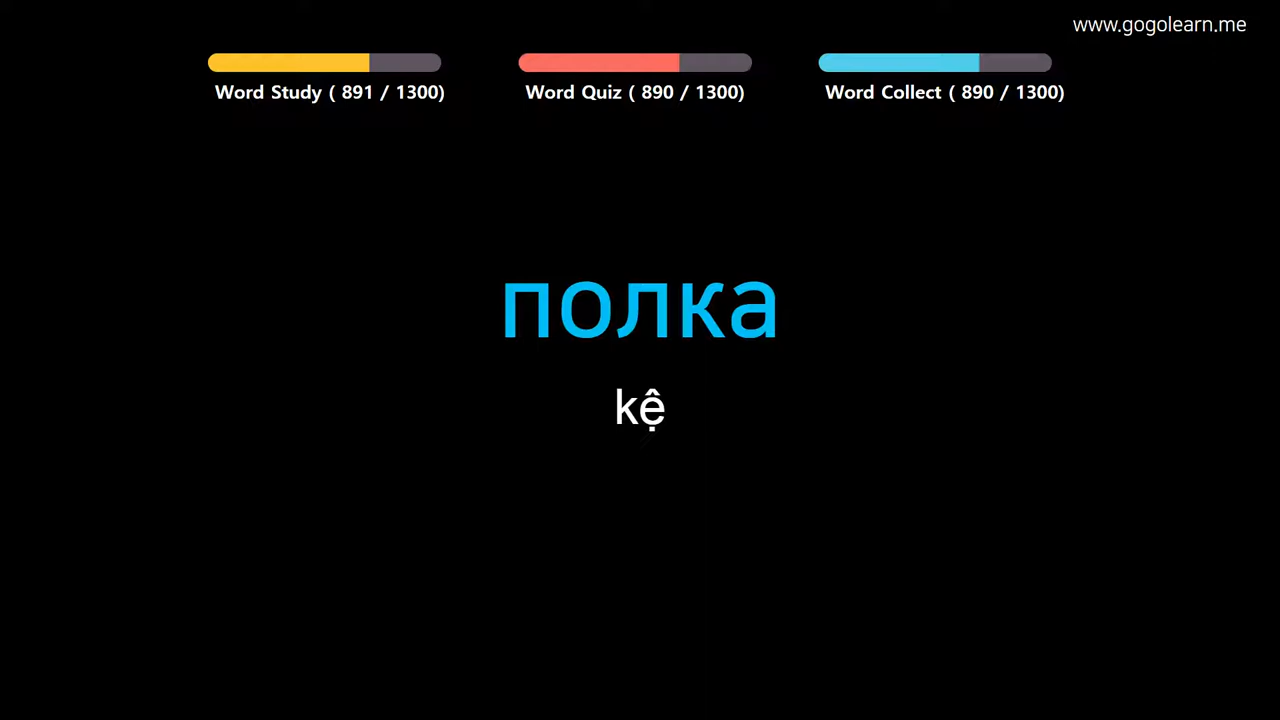 www.gogolearn.me
Word Study ( 891 / 1300)
Word Quiz ( 890 / 1300)
Word Collect ( 890 / 1300)
полка
kệ